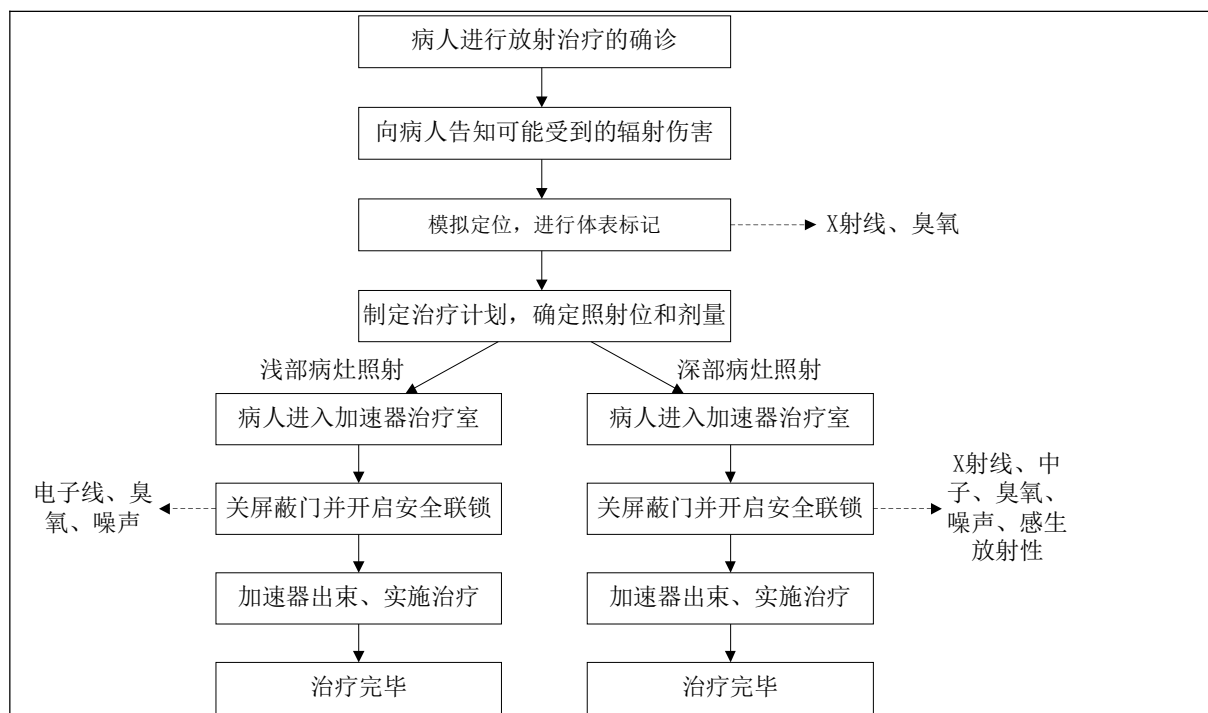 病人进行放射治疗的确诊
向病人告知可能受到的辐射伤害
模拟定位，进行体表标记
X射线、臭氧
制定治疗计划，确定照射位和剂量
浅部病灶照射
深部病灶照射
病人进入加速器治疗室
病人进入加速器治疗室
电子线、臭
氧、噪声
关屏蔽门并开启安全联锁
关屏蔽门并开启安全联锁
X射线、中
子、臭氧、
噪声、感生
放射性
加速器出束、实施治疗
加速器出束、实施治疗
治疗完毕
治疗完毕